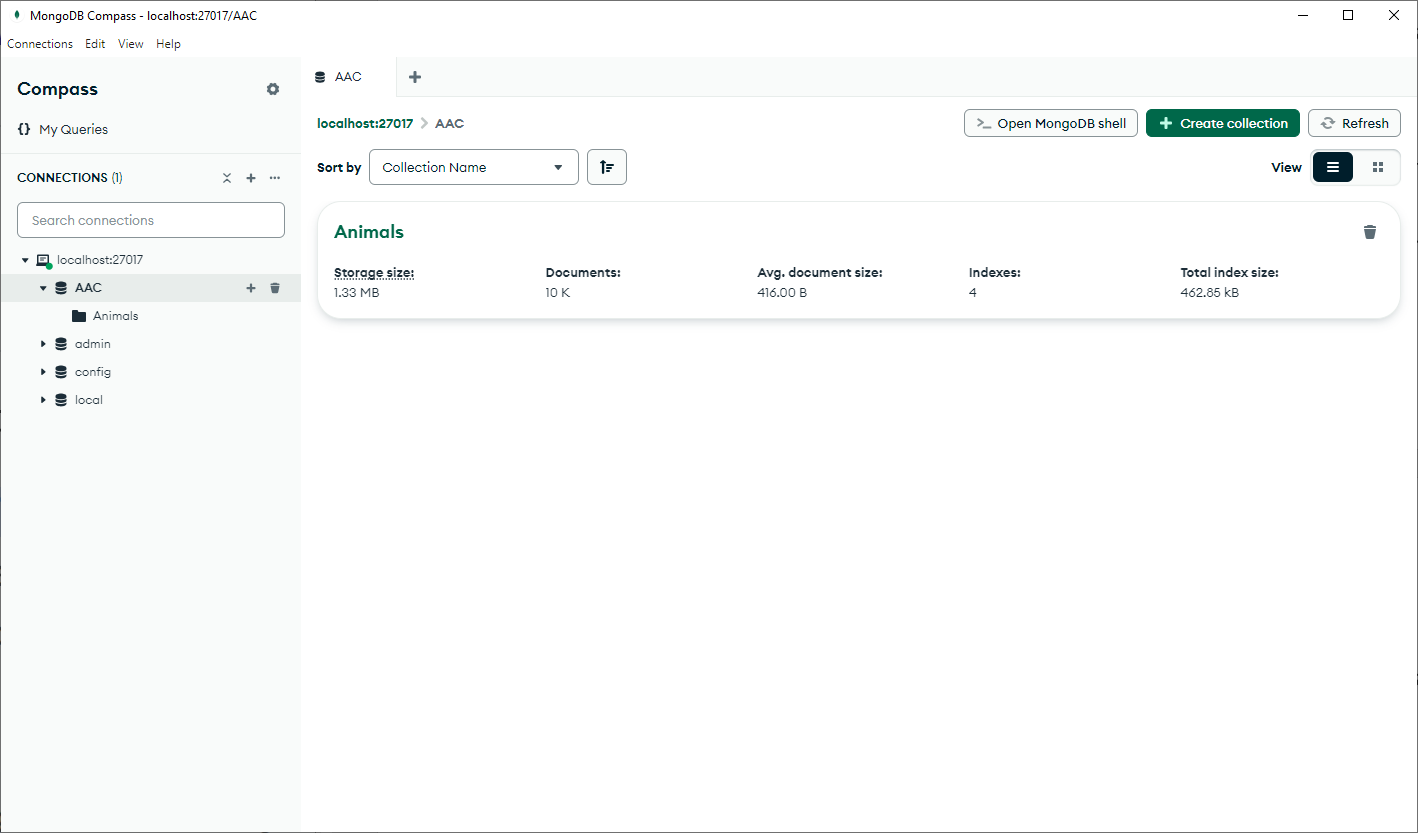 MongoDB Compass - localhost:27017/AAC
Connections Edit View Help
Compass
{} My Queries
CONNECTIONS (1)
Search connections
localhost:27017
AAC
Animals
admin
config
local
AAC
localhost:27017 > AAC
>_ Open MongoDB shell
+ Create collection
Refresh
Sort by Collection Name
View
Animals
Storage size: Documents: Avg. document size: Indexes: Total index size:
1.33 MB 10 K 416.00 B 4 462.85 kB